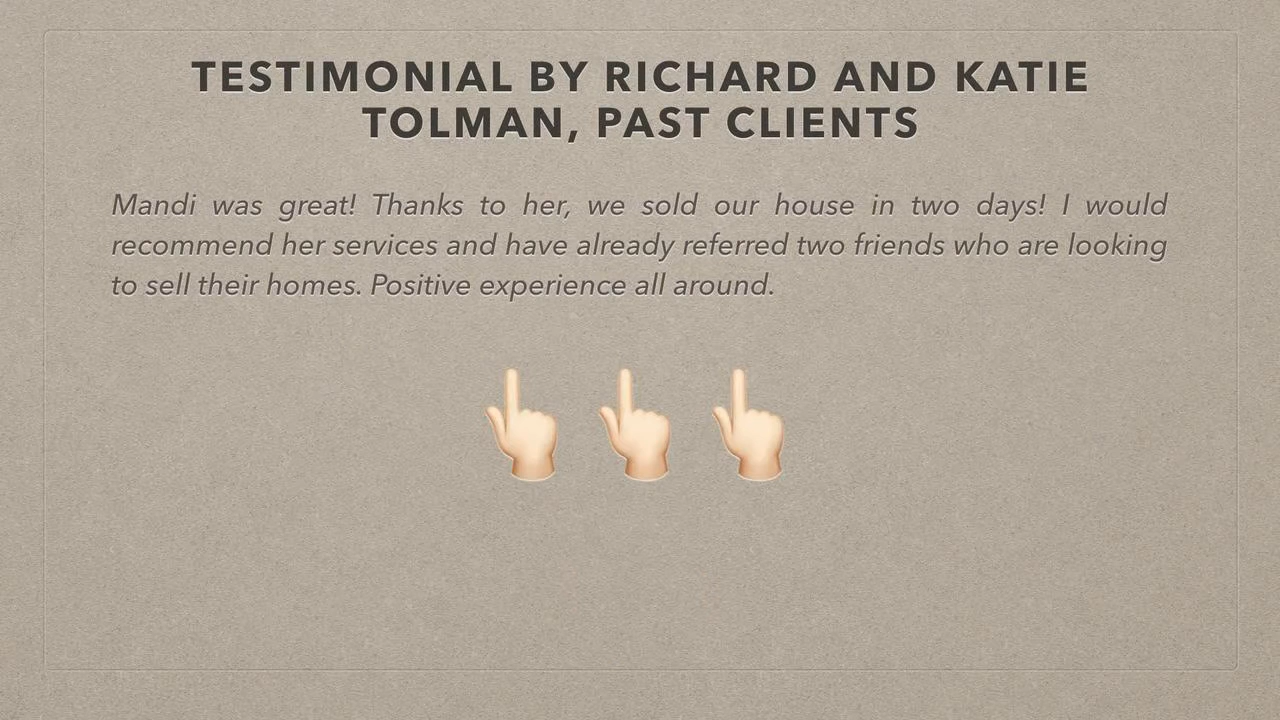 TESTIMONIAL BY RICHARD AND KATIE
TOLMAN, PAST CLIENTS
Mandi was great! Thanks to her, we sold our house in two days! I would
recommend her services and have already referred two friends who are looking
to sell their homes. Positive experience all around.